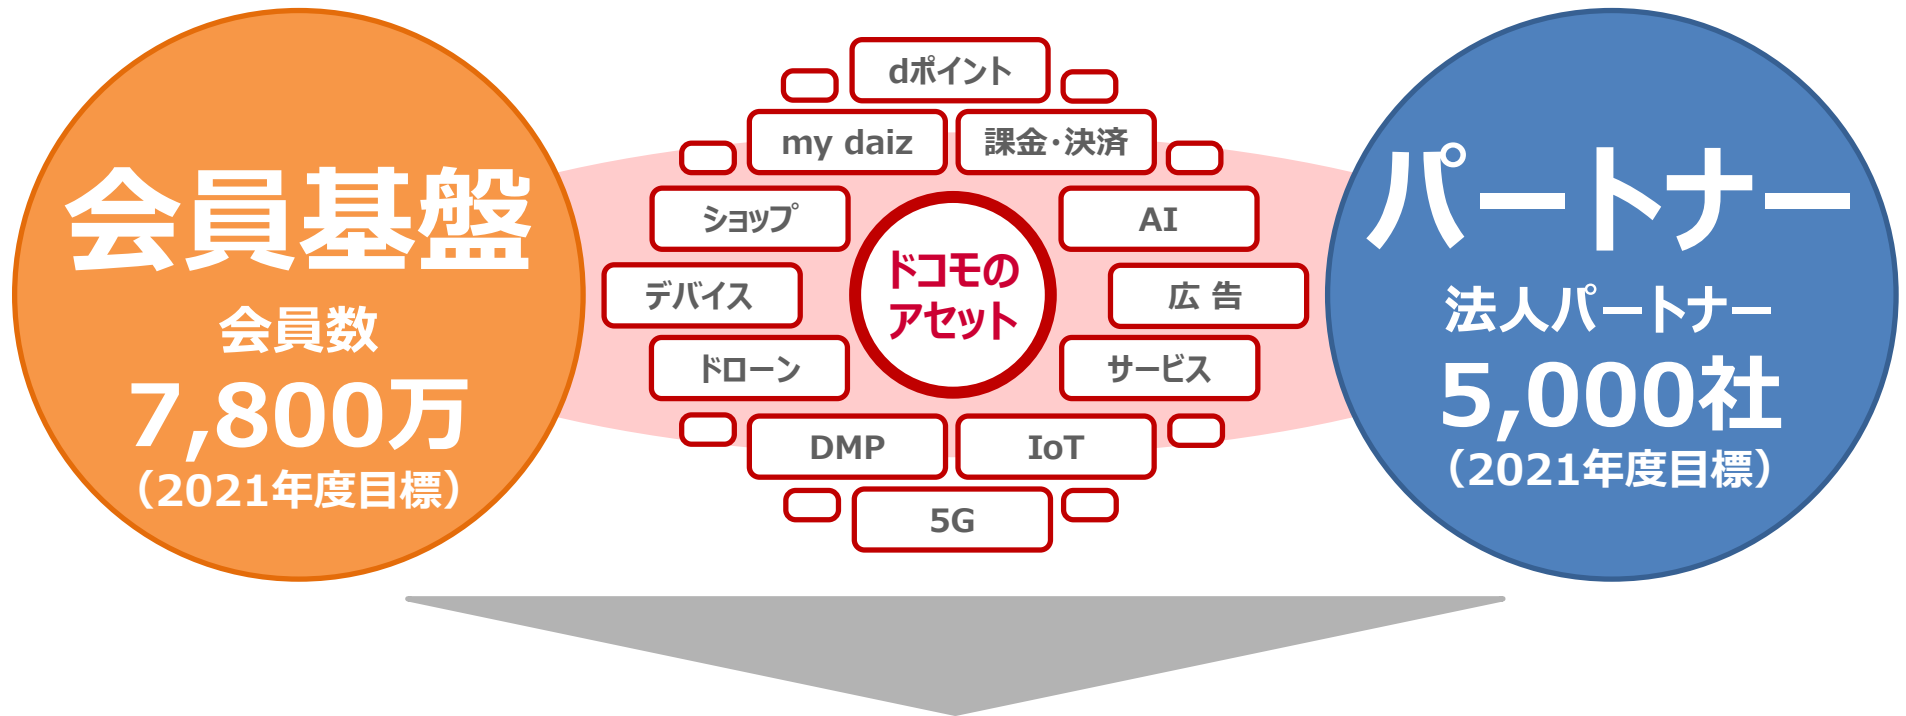 会員基盤
会員数
7,800万
（2021年度目標）
dポイント
my daiz
課金・決済
ショップ
AI
デバイス
ドコモの
アセット
広 告
ドローン
サービス
DMP
IoT
5G
パートナー
法人パートナー
5,000社
（2021年度目標）